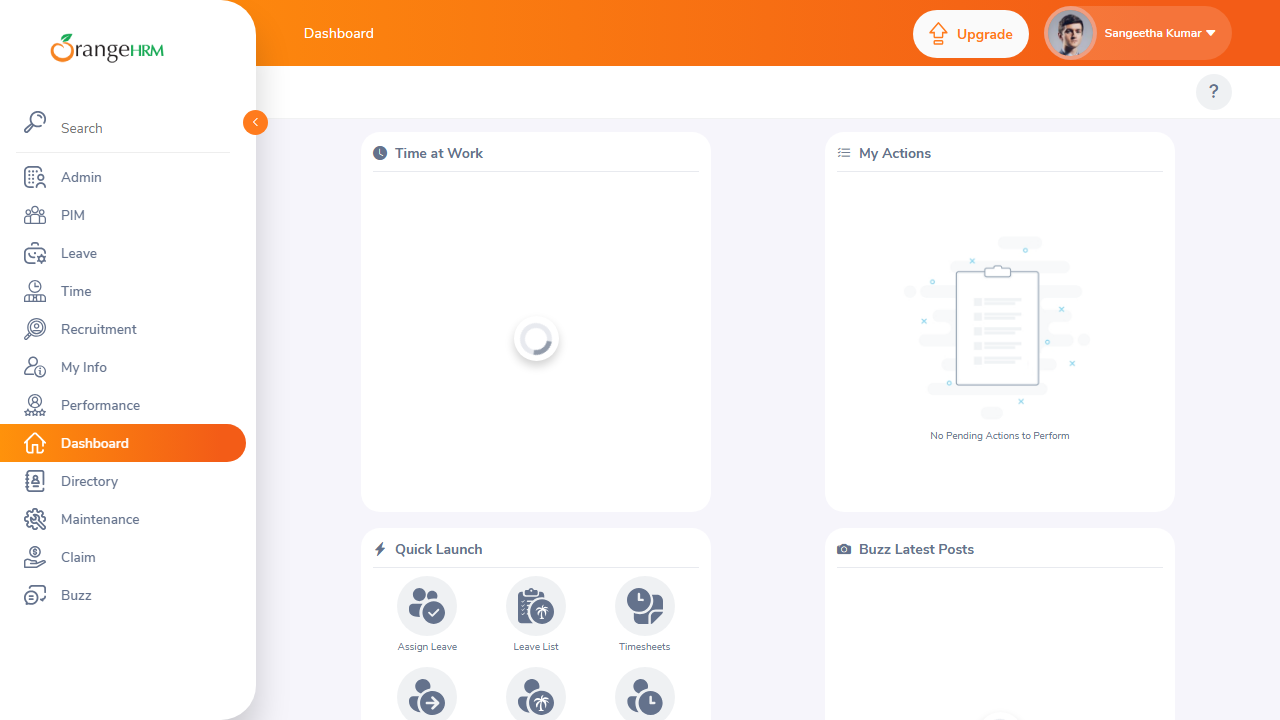 OrangeHRM
Dashboard
Upgrade
Sangeetha Kumar
?
Search
Admin
PIM
Leave
Time
Recruitment
My Info
Performance
Dashboard
Directory
Maintenance
Claim
Buzz
Time at Work
My Actions
No Pending Actions to Perform
Quick Launch
Assign Leave
Leave List
Timesheets
Buzz Latest Posts